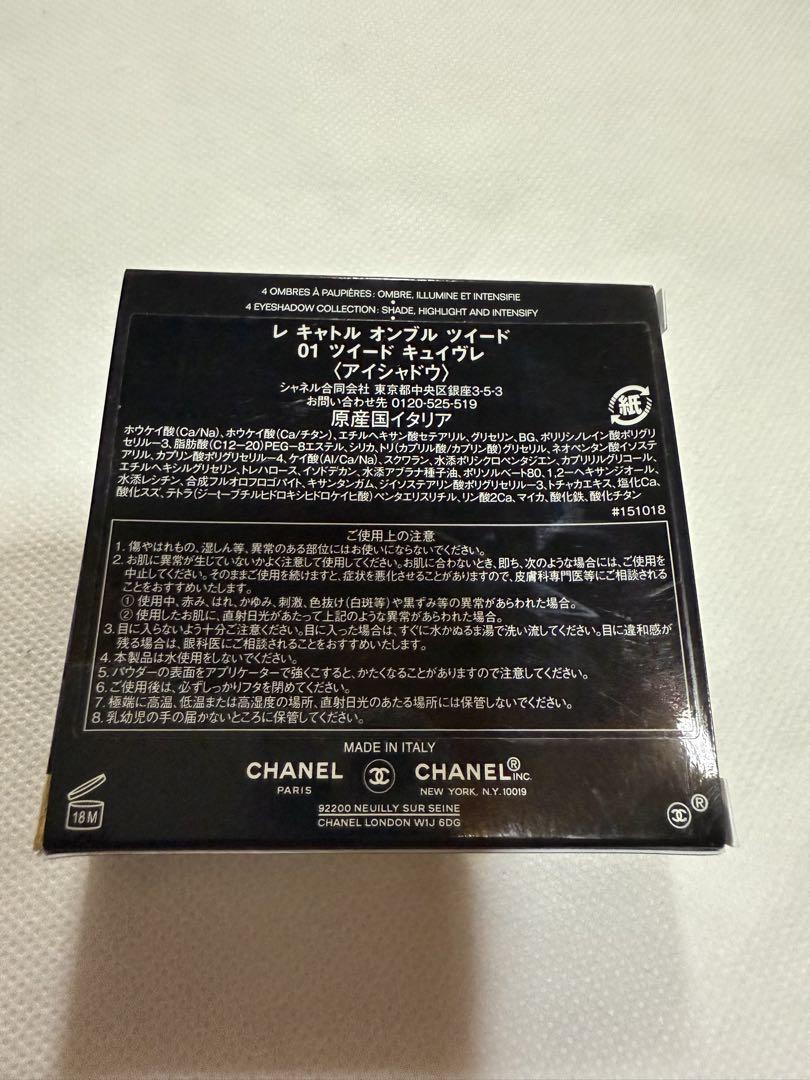 4 OMBRES À PAUPIÈRES : OMBRE, ILLUMINE ET INTENSIFIE
4 EYESHADOW COLLECTION : SHADE, HIGHLIGHT AND INTENSIFY
レ キャトル オンブル ツイード
01 ツイード キュイヴレ
〈アイシャドウ〉
シャネル合同会社 東京都中央区銀座3-5-3
お問い合わせ先 0120-525-519
原産国イタリア
紙
ホウケイ酸(Ca/Na)、ホウケイ酸(Ca/チタン)、エチルヘキサン酸セテアリル、グリセリン、BG、ポリリシノレイン酸ポリグリ
セリル-3、脂肪酸(C12-20)PEG-8エステル、シリカ、トリ(カプリル酸/カプリン酸)グリセリル、ネオペンタン酸イソステ
アリル、カプリン酸ポリグリセリル-4、ケイ酸(Al/Ca/Na)、スクワラン、水添ポリシクロペンタジエン、カプリリルグリコール、
エチルヘキシルグリセリン、トレハロース、イソドデカン、水添アブラナ種子油、ポリソルベート80、1,2-ヘキサンジオール、
水添レシチン、合成フルオロフロゴパイト、キサンタンガム、ジイソステアリン酸ポリグリセリル-3、トチャカエキス、塩化Ca、
酸化スズ、テトラ(ジ-t-ブチルヒドロキシヒドロケイヒ酸)ペンタエリスリチル、リン酸2Ca、マイカ、酸化鉄、酸化チタン
#151018
ご使用上の注意
1. 傷やはれもの、湿しん等、異常のある部位にはお使いにならないでください。
2. お肌に異常が生じていないかよく注意して使用してください。お肌に合わないとき、即ち、次のような場合には、ご使用を
中止してください。そのままご使用を続けますと、症状を悪化させることがありますので、皮膚科専門医等にご相談される
ことをおすすめいたします。
① 使用中、赤み、はれ、かゆみ、刺激、色抜け(白斑等)や黒ずみ等の異常があらわれた場合。
② 使用したお肌に、直射日光があたって上記のような異常があらわれた場合。
3. 目に入らないよう十分ご注意ください。目に入った場合は、すぐに水かぬるま湯で洗い流してください。目に違和感が
残る場合は、眼科医にご相談されることをおすすめいたします。
4. 本製品は水使用をしないでください。
5. パウダーの表面をアプリケーターで強くこすると、かたくなることがありますので注意してください。
6. ご使用後は、必ずしっかりフタを閉めてください。
7. 極端に高温、低温または高湿度の場所、直射日光のあたる場所には保管しないでください。
8. 乳幼児の手の届かないところに保管してください。
MADE IN ITALY
CHANEL CHANEL® INC.
PARIS NEW YORK, N.Y. 10019
92200 NEUILLY SUR SEINE
CHANEL LONDON W1J 6DG
18 M
®